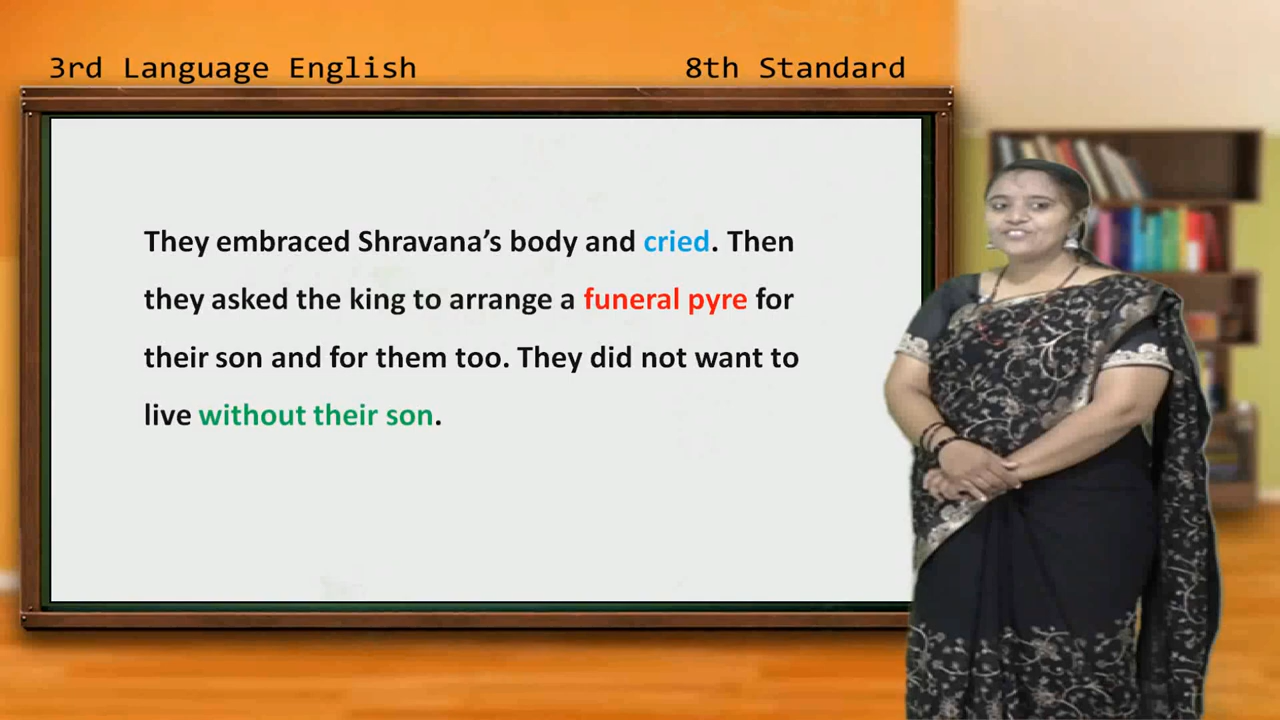 3rd Language English
8th Standard
They embraced Shravana’s body and cried. Then
they asked the king to arrange a funeral pyre for
their son and for them too. They did not want to
live without their son.